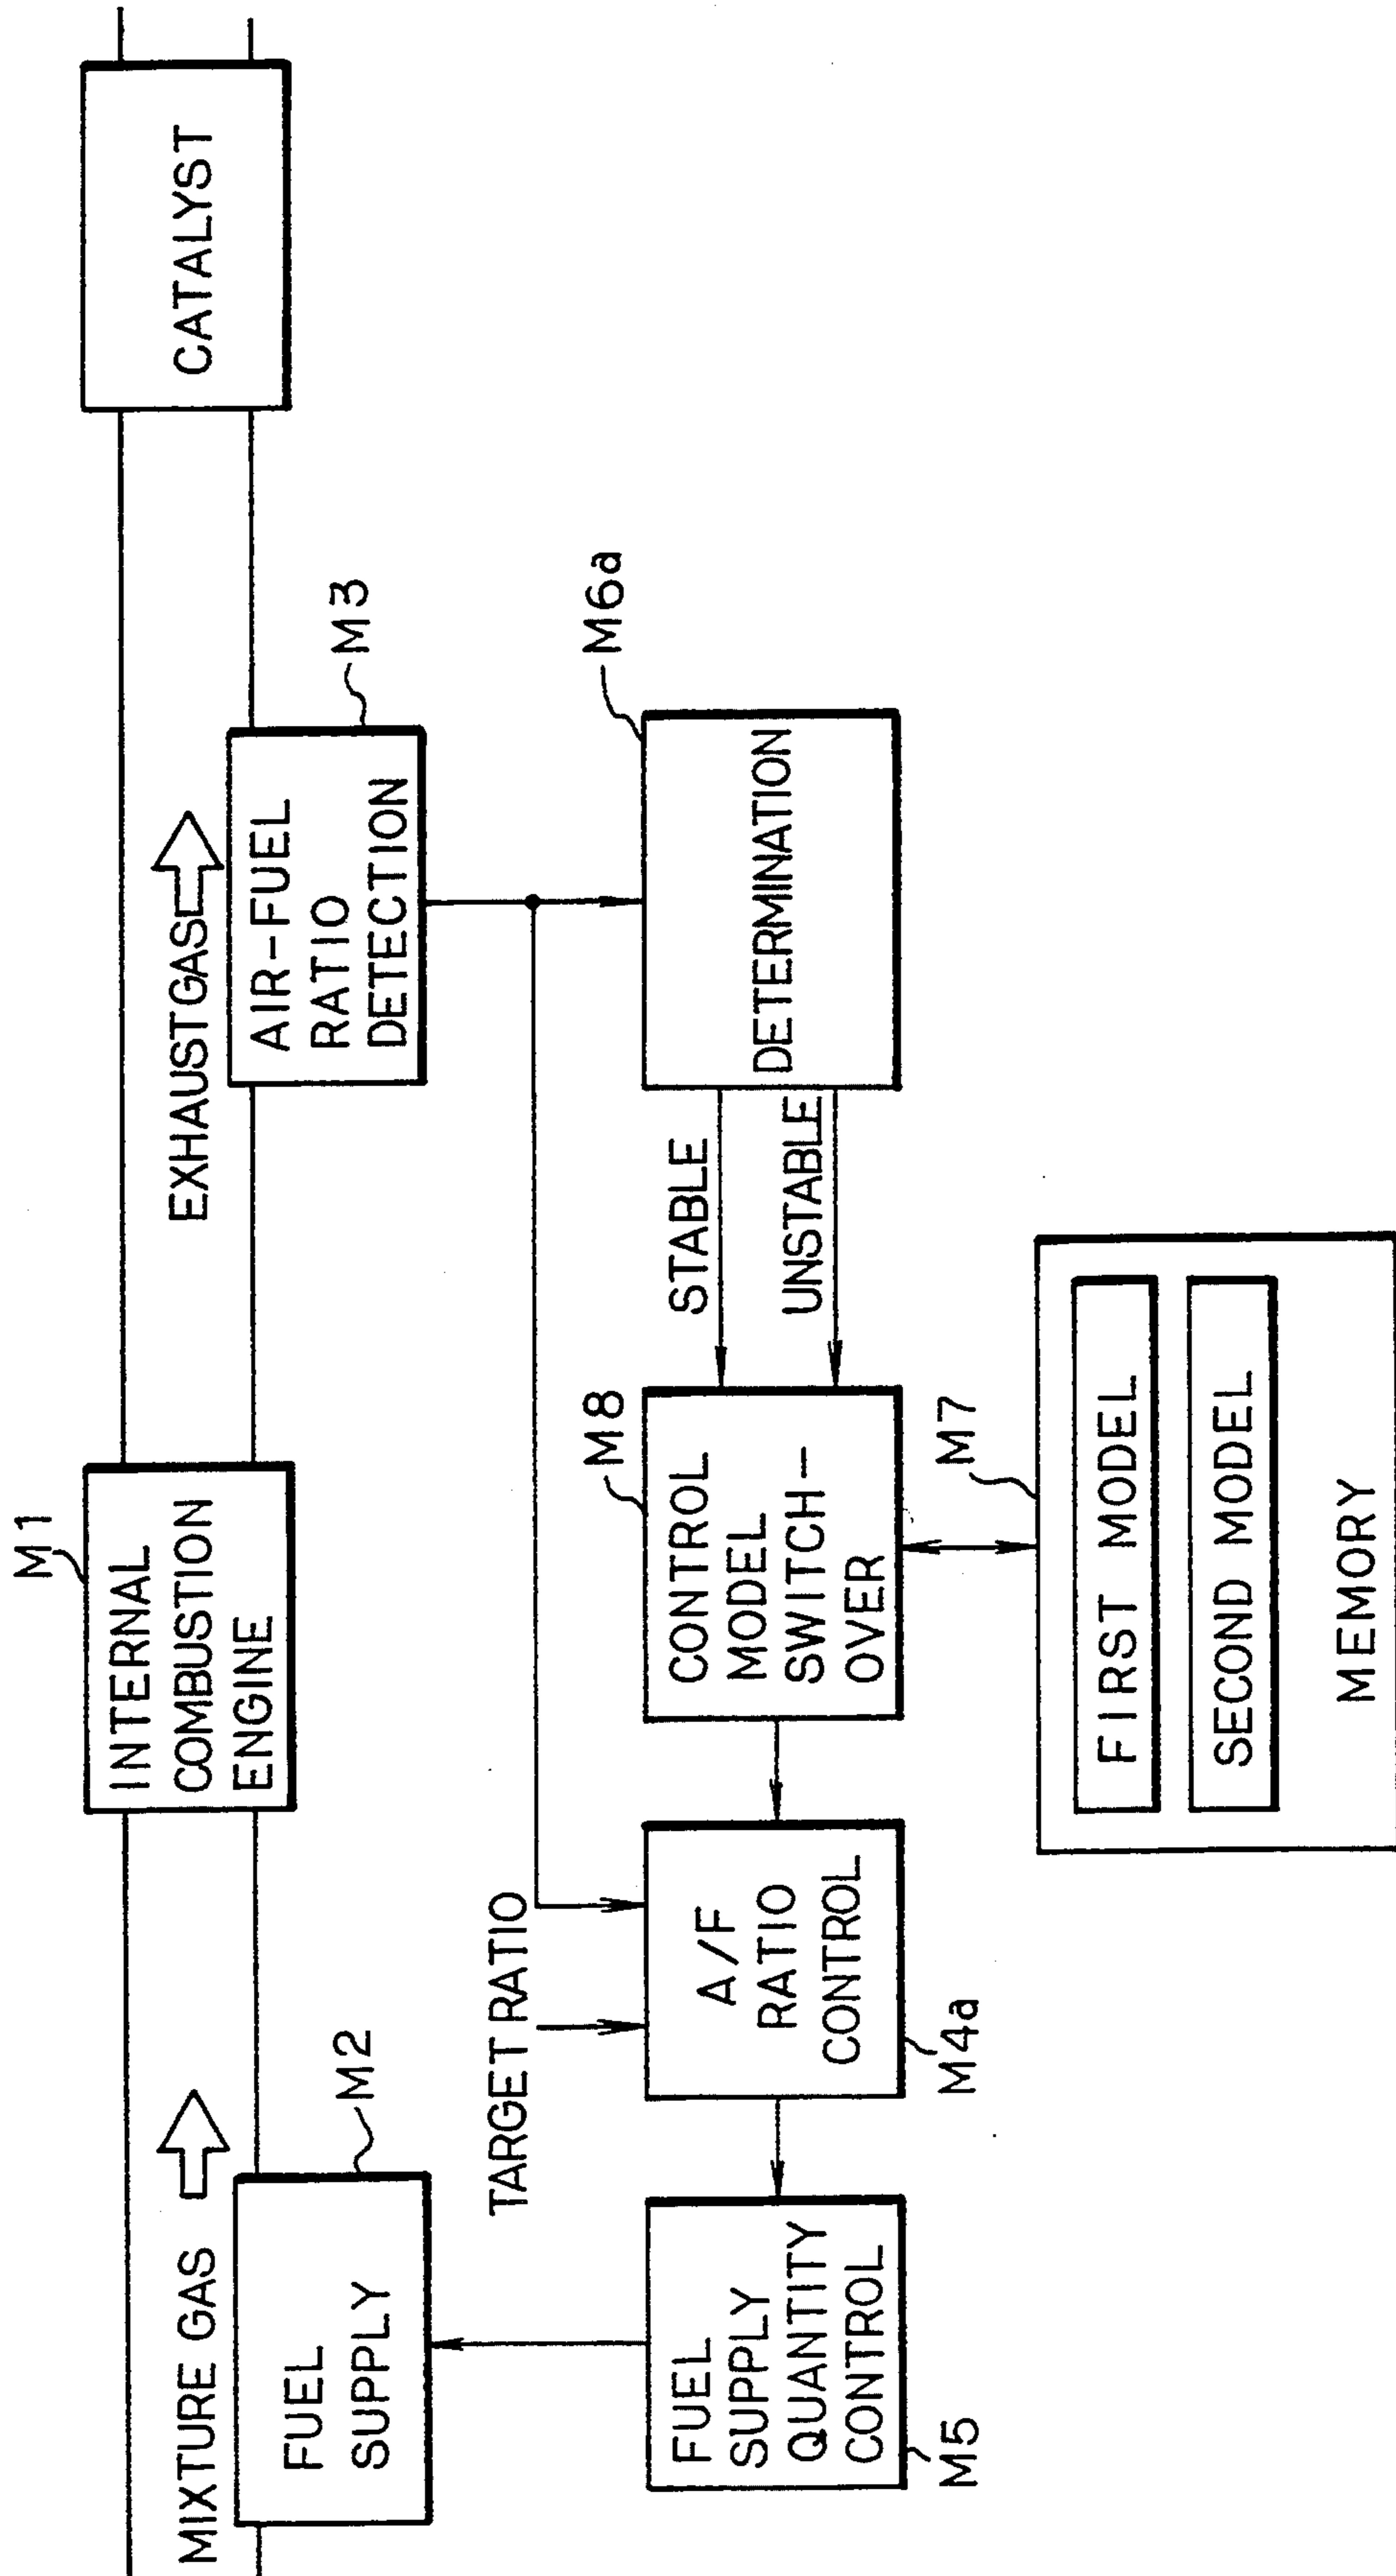 MIXTURE GAS
FUEL
SUPPLY
M2
M1
INTERNAL
COMBUSTION
ENGINE
EXHAUST GAS
AIR-FUEL
RATIO
DETECTION
M3
CATALYST
TARGET RATIO
FUEL
SUPPLY
QUANTITY
CONTROL
M5
A/F
RATIO
CONTROL
M4a
M8
CONTROL
MODEL
SWITCH-
OVER
STABLE
UNSTABLE
M6a
DETERMINATION
M7
FIRST MODEL
SECOND MODEL
MEMORY